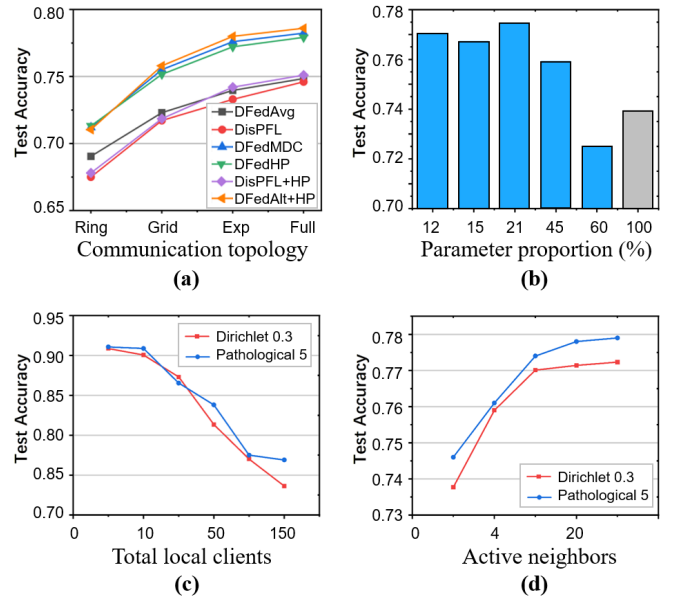 0.80
0.75
0.70
0.65
Test Accuracy
DFedAvg
DisPFL
DFedMDC
DFedHP
DisPFL+HP
DFedAlt+HP
Ring Grid Exp Full
Communication topology
(a)
0.78
0.76
0.74
0.72
0.70
Test Accuracy
12 15 21 45 60 100
Parameter proportion (%)
(b)
0.95
0.90
0.85
0.80
0.85
0.70
Test Accuracy
Dirichlet 0.3
Pathological 5
0 10 50 150
Total local clients
(c)
0.78
0.77
0.76
0.75
0.74
0.73
Test Accuracy
Dirichlet 0.3
Pathological 5
0 4 20
Active neighbors
(d)